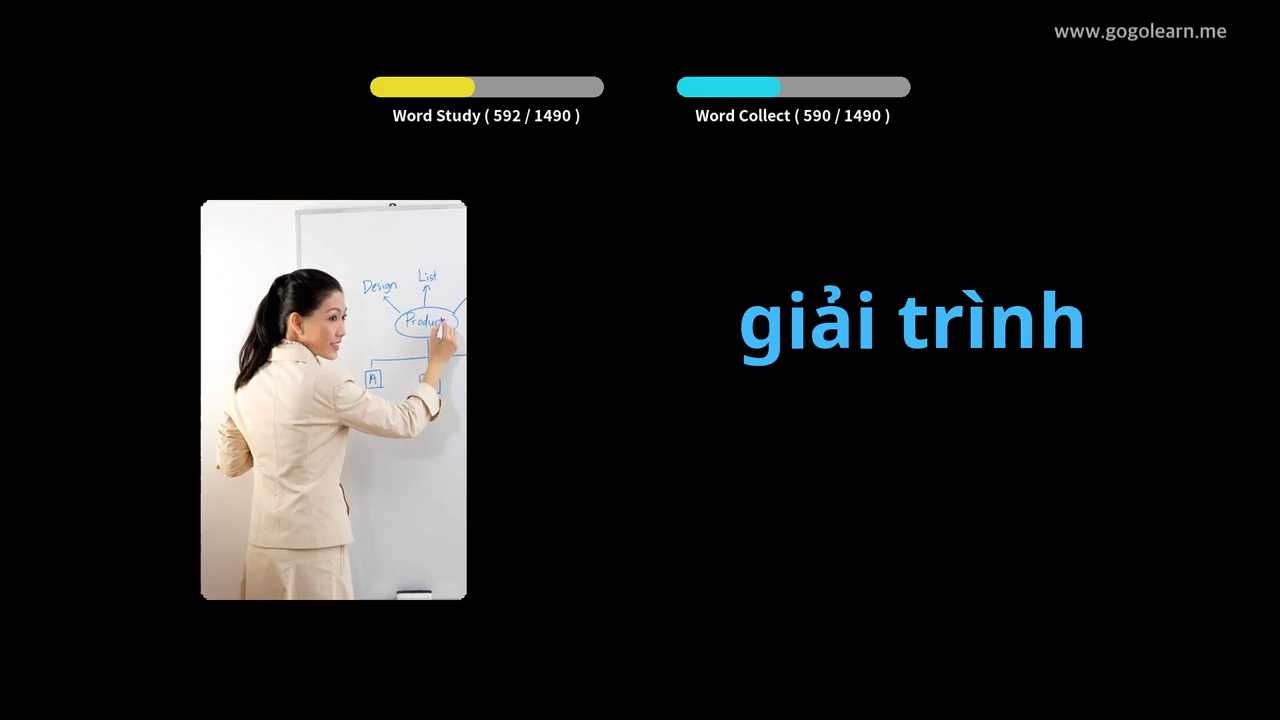 www.gogolearn.me
Word Study ( 592 / 1490 )
Word Collect ( 590 / 1490 )
List
Design
Product
A
giải trình